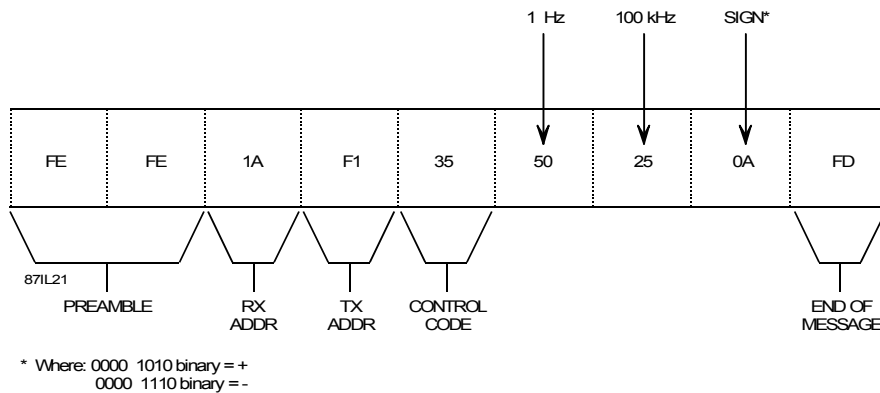 1 Hz 100 kHz SIGN*
FE FE 1A F1 35 50 25 0A FD
87IL21
PREAMBLE RX ADDR TX ADDR CONTROL CODE END OF MESSAGE
* Where: 0000 1010 binary = +
0000 1110 binary = -